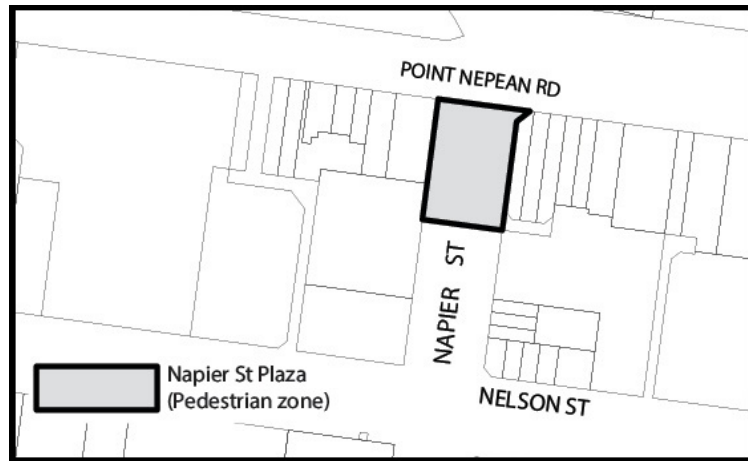 POINT NEPEAN RD
NAPIER ST
Napier St Plaza
(Pedestrian zone)
NELSON ST